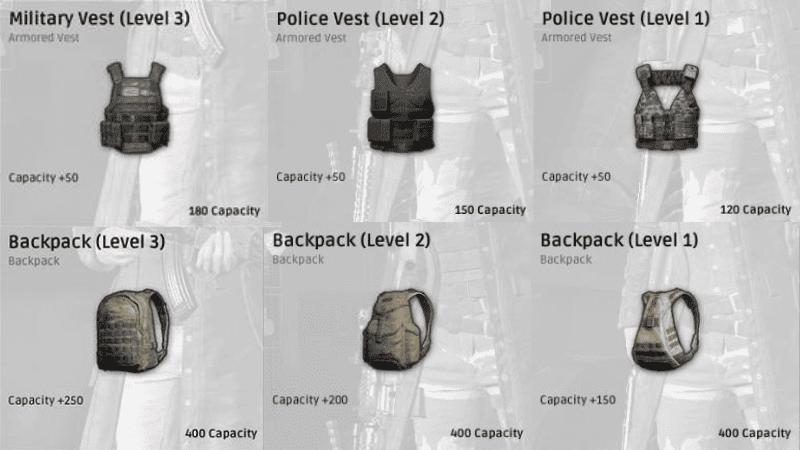 Military Vest (Level 3)
Armored Vest
Capacity +50
180 Capacity
Police Vest (Level 2)
Armored Vest
Capacity +50
150 Capacity
Police Vest (Level 1)
Armored Vest
Capacity +50
120 Capacity
Backpack (Level 3)
Backpack
Capacity +250
400 Capacity
Backpack (Level 2)
Backpack
Capacity +200
400 Capacity
Backpack (Level 1)
Backpack
Capacity +150
400 Capacity